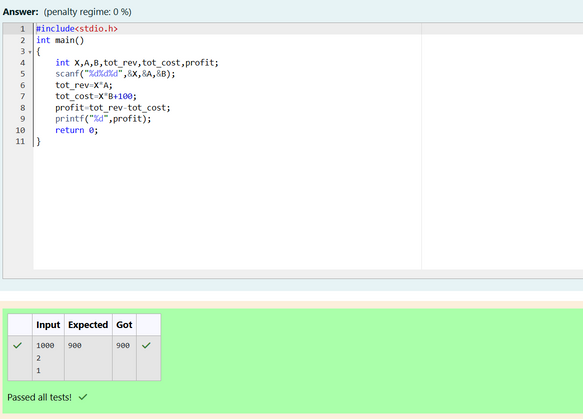 Answer: (penalty regime: 0 %)
1 #include<stdio.h>
2 int main()
3 {
4 int X,A,B,tot_rev,tot_cost,profit;
5 scanf("%d%d%d",&X,&A,&B);
6 tot_rev=X*A;
7 tot_cost=X*B+100;
8 profit=tot_rev-tot_cost;
9 printf("%d",profit);
10 return 0;
11 }
Input Expected Got
1000 900 900
2
1
Passed all tests!